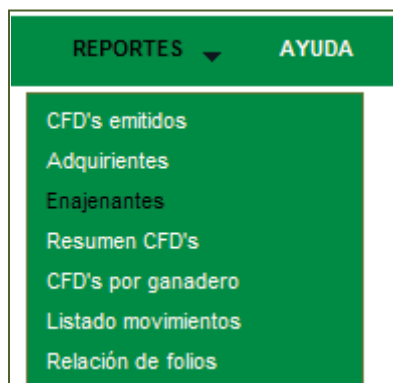 REPORTES AYUDA
CFD's emitidos
Adquirientes
Enajenantes
Resumen CFD's
CFD's por ganadero
Listado movimientos
Relación de folios